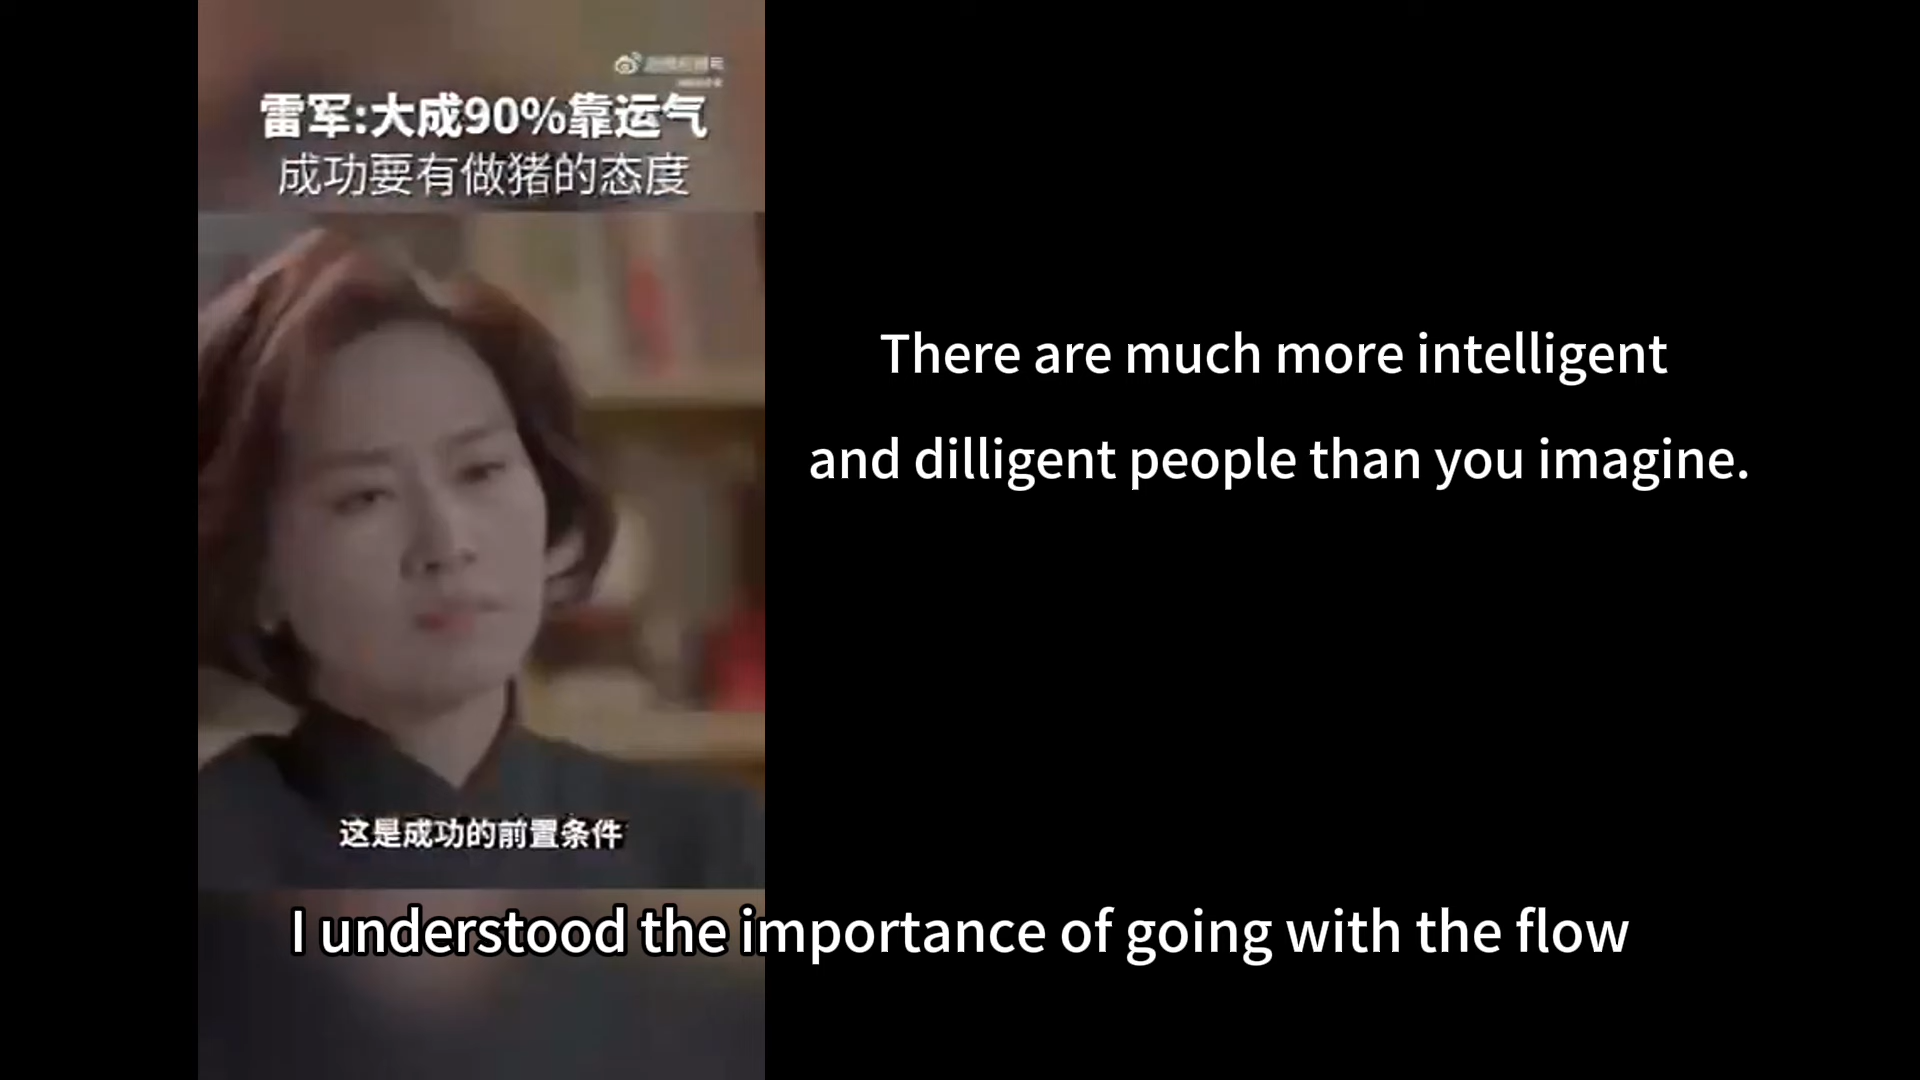 雷军:大成90%靠运气
成功要有做猪的态度
There are much more intelligent
and dilligent people than you imagine.
这是成功的前置条件
I understood the importance of going with the flow